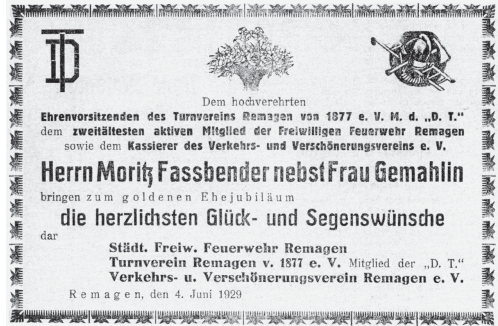 DT
Dem hochverehrten
Ehrenvorsitzenden des Turnvereins Remagen von 1877 e. V. M. d. „D. T.“
dem zweitältesten aktiven Mitglied der Freiwilligen Feuerwehr Remagen
sowie dem Kassierer des Verkehrs- und Verschönerungsvereins e. V.
Herrn Moritz Fassbender nebst Frau Gemahlin
bringen zum goldenen Ehejubiläum
die herzlichsten Glück- und Segenswünsche
dar
Städt. Freiw. Feuerwehr Remagen
Turnverein Remagen v. 1877 e. V. Mitglied der „D. T.“
Verkehrs- u. Verschönerungsverein Remagen e. V.
Remagen, den 4. Juni 1929